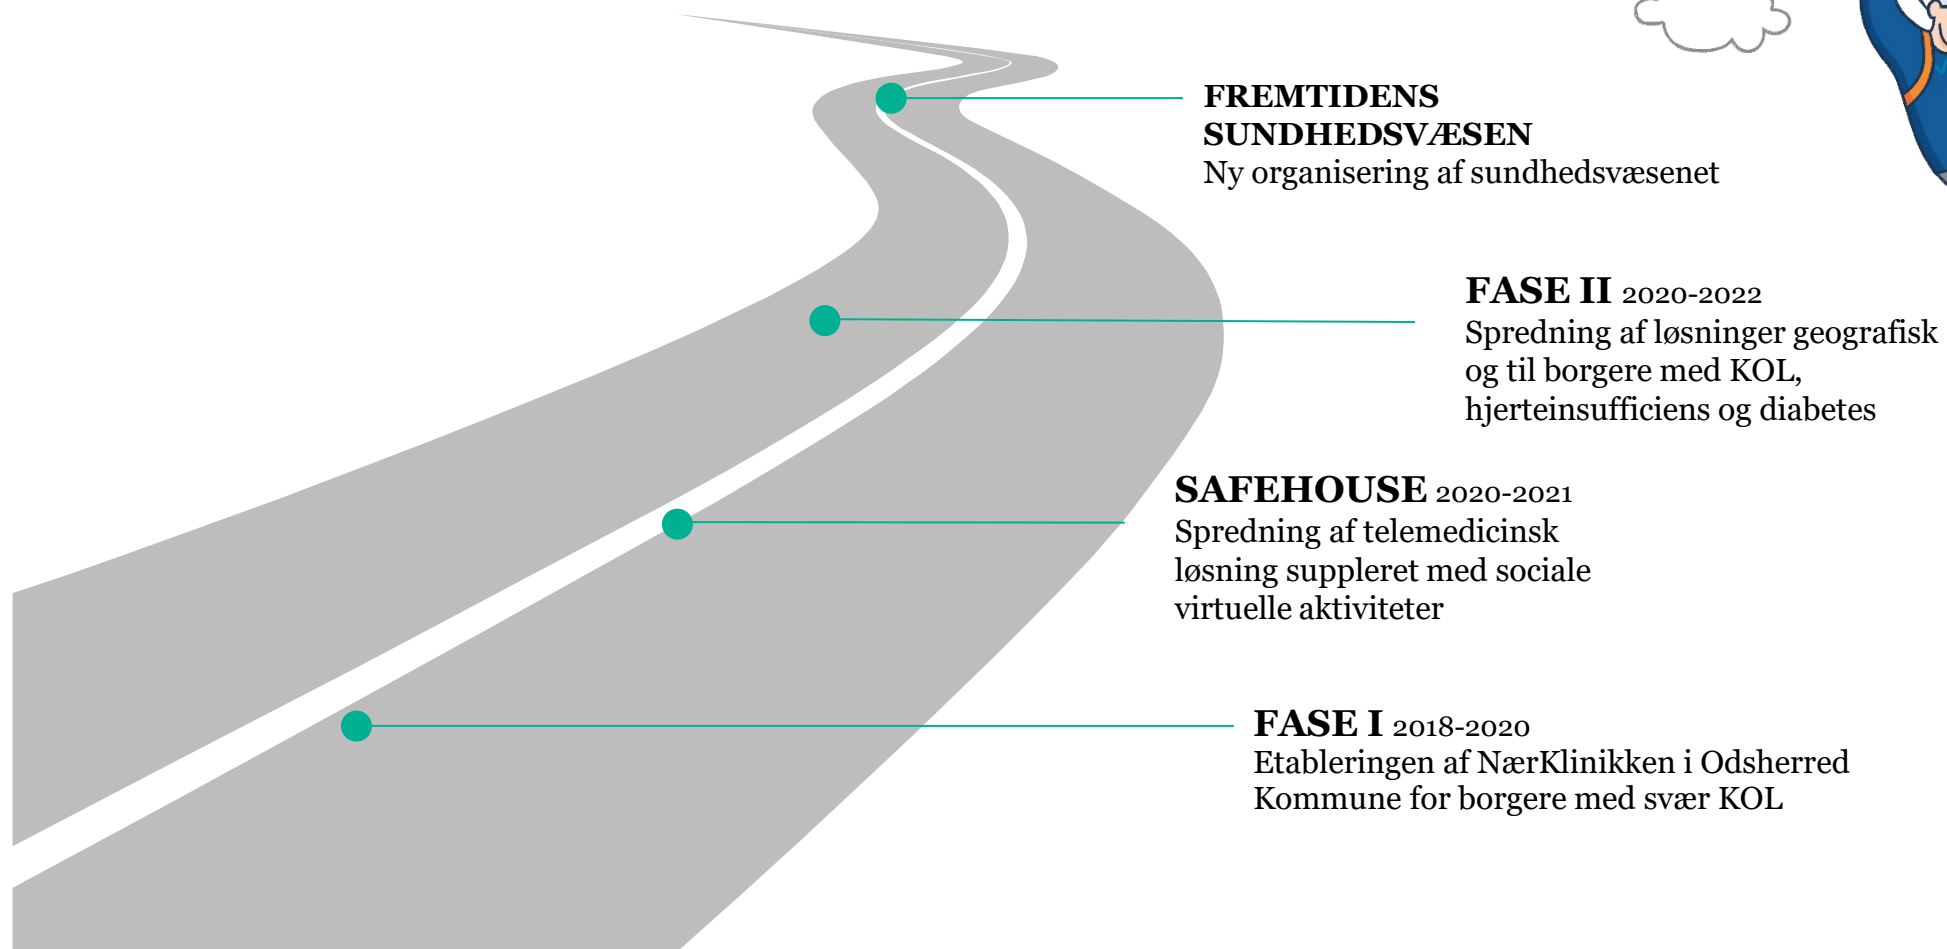 FREMTIDENS
SUNDHEDSVÆSEN
Ny organisering af sundhedsvæsenet
FASE II 2020-2022
Spredning af løsninger geografisk
og til borgere med KOL,
hjerteinsufficiens og diabetes
SAFEHOUSE 2020-2021
Spredning af telemedicinsk
løsning suppleret med sociale
virtuelle aktiviteter
FASE I 2018-2020
Etableringen af NærKlinikken i Odsherred
Kommune for borgere med svær KOL